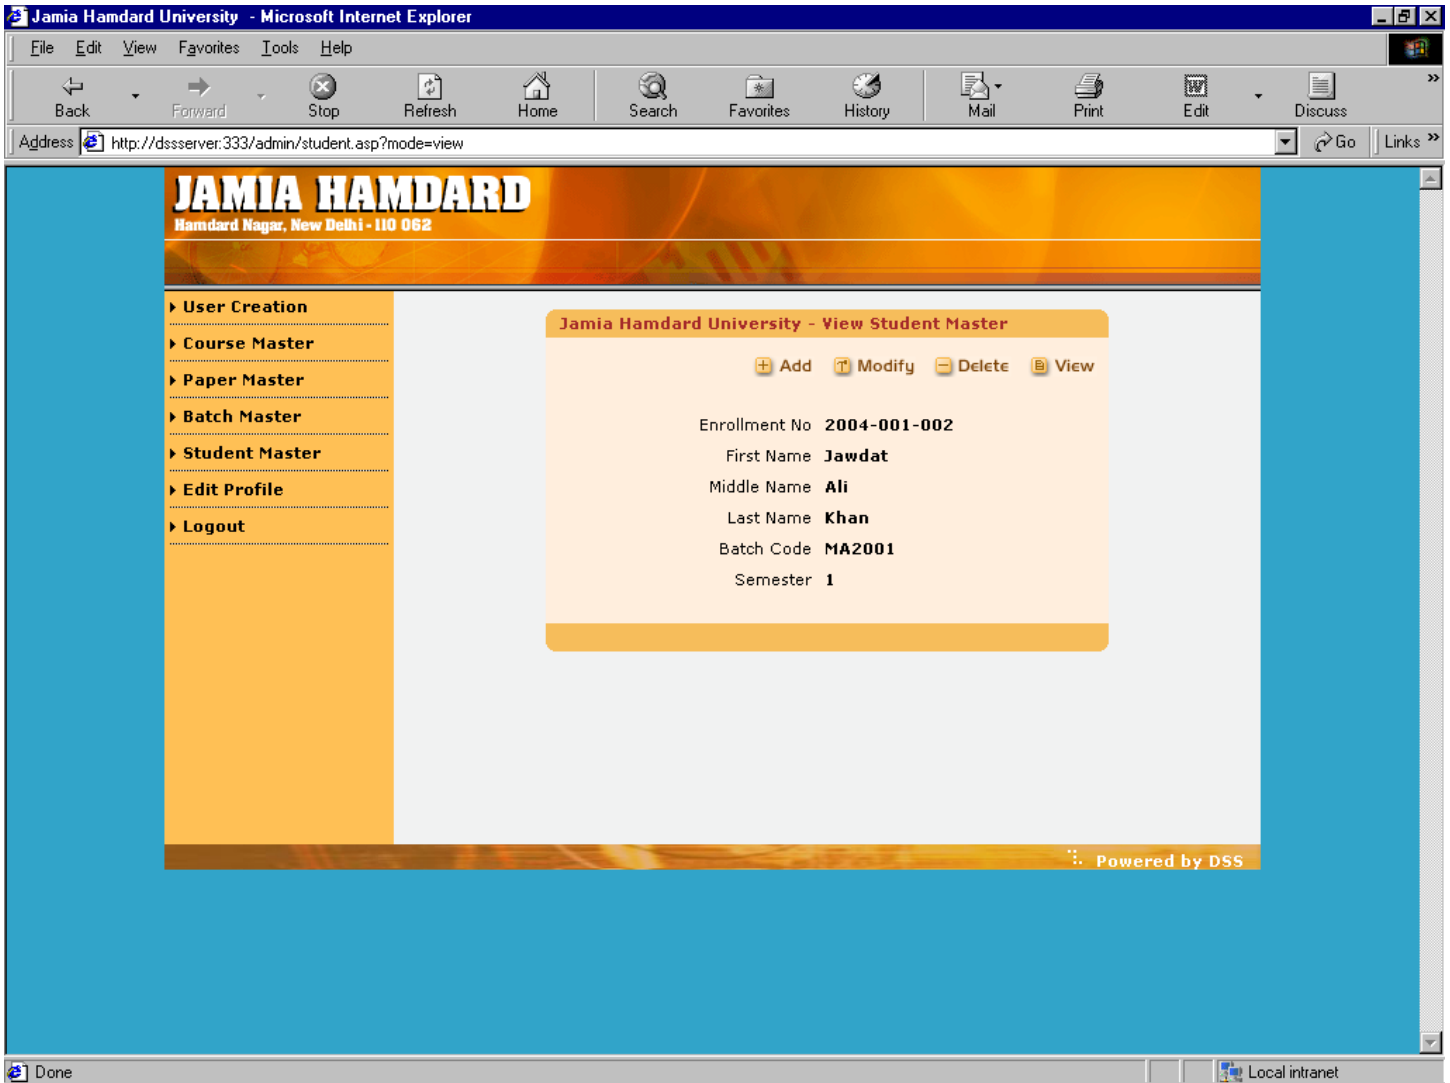 Jamia Hamdard University - Microsoft Internet Explorer
File Edit View Favorites Tools Help
Back Forward Stop Refresh Home Search Favorites History Mail Print Edit Discuss »
Address http://dssserver:333/admin/student.asp?mode=view Go Links »
JAMIA HAMDARD
Hamdard Nagar, New Delhi - 110 062
User Creation
Course Master
Paper Master
Batch Master
Student Master
Edit Profile
Logout
Jamia Hamdard University - View Student Master
Add Modify Delete View
Enrollment No 2004-001-002
First Name Jawdat
Middle Name Ali
Last Name Khan
Batch Code MA2001
Semester 1
Powered by DSS
Done Local intranet